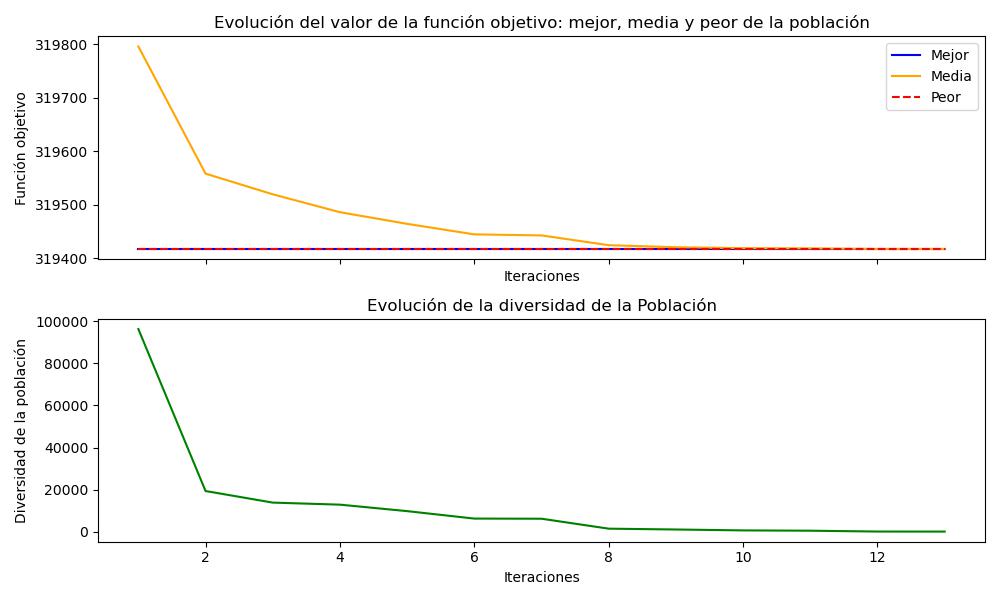 Evolución del valor de la función objetivo: mejor, media y peor de la población
Función objetivo
319800
319700
319600
319500
319400
Mejor
Media
Peor
Iteraciones
Evolución de la diversidad de la Población
Diversidad de la población
100000
80000
60000
40000
20000
0
2 4 6 8 10 12
Iteraciones